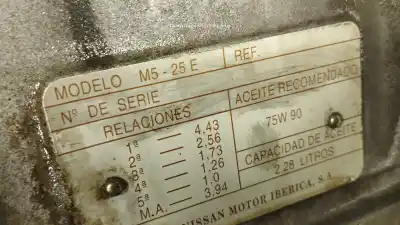 MODELO M5 - 25 E
REF.
Nº DE SERIE
RELACIONES
1ª — 4,43
2ª — 2,56
3ª — 1,73
4ª — 1,26
5ª — 1,0
M.A. — 3,94
ACEITE RECOMENDADO
75W 90
CAPACIDAD DE ACEITE
2.28 LITROS
NISSAN MOTOR IBERICA, S.A.